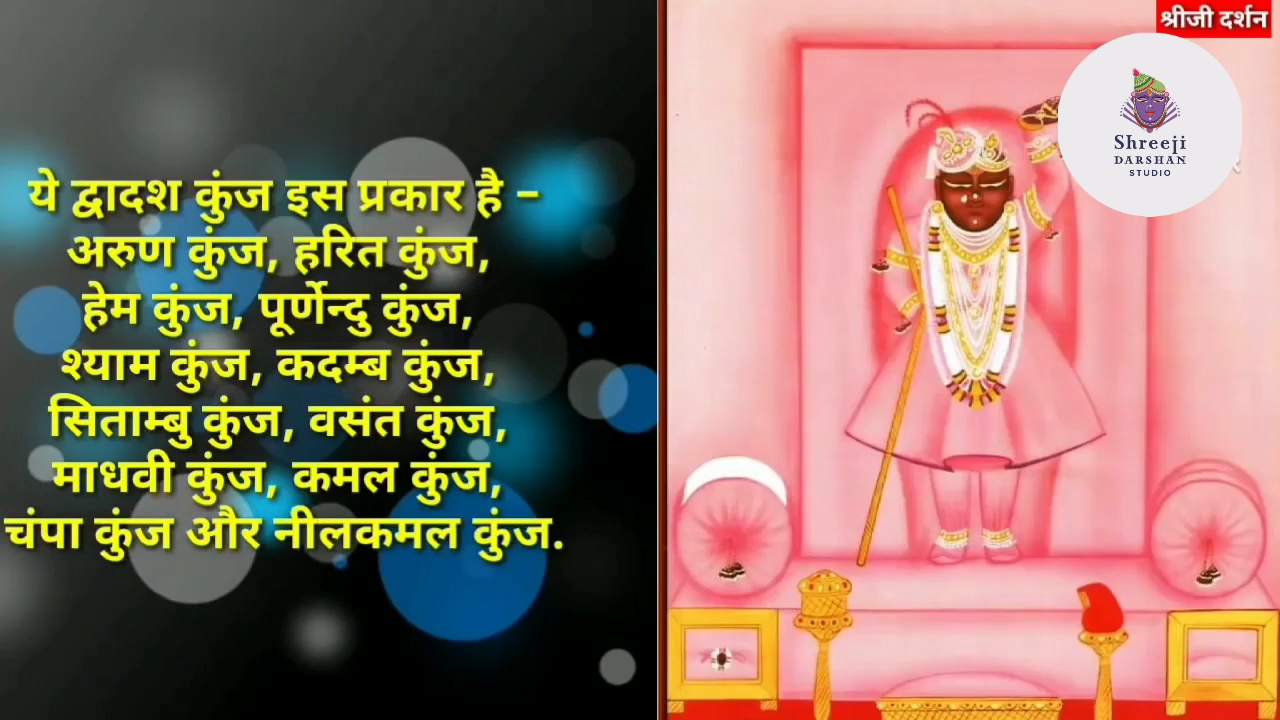 ये द्वादश कुंज इस प्रकार है –
अरुण कुंज, हरित कुंज,
हेम कुंज, पूर्णेन्दु कुंज,
श्याम कुंज, कदम्ब कुंज,
सिताम्बु कुंज, वसंत कुंज,
माधवी कुंज, कमल कुंज,
चंपा कुंज और नीलकमल कुंज.
श्रीजी दर्शन
Shreeji
DARSHAN
STUDIO